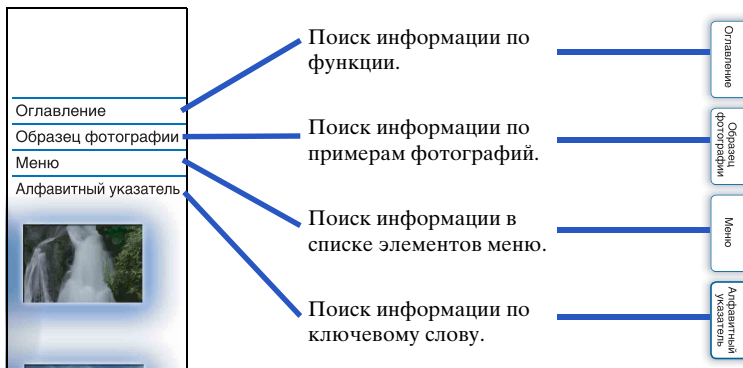 Оглавление
Образец фотографии
Меню
Алфавитный указатель
Поиск информации по
функции.
Поиск информации по
примерам фотографий.
Поиск информации в
списке элементов меню.
Поиск информации по
ключевому слову.
Оглавление
Образец
фотографии
Меню
Алфавитный
указатель